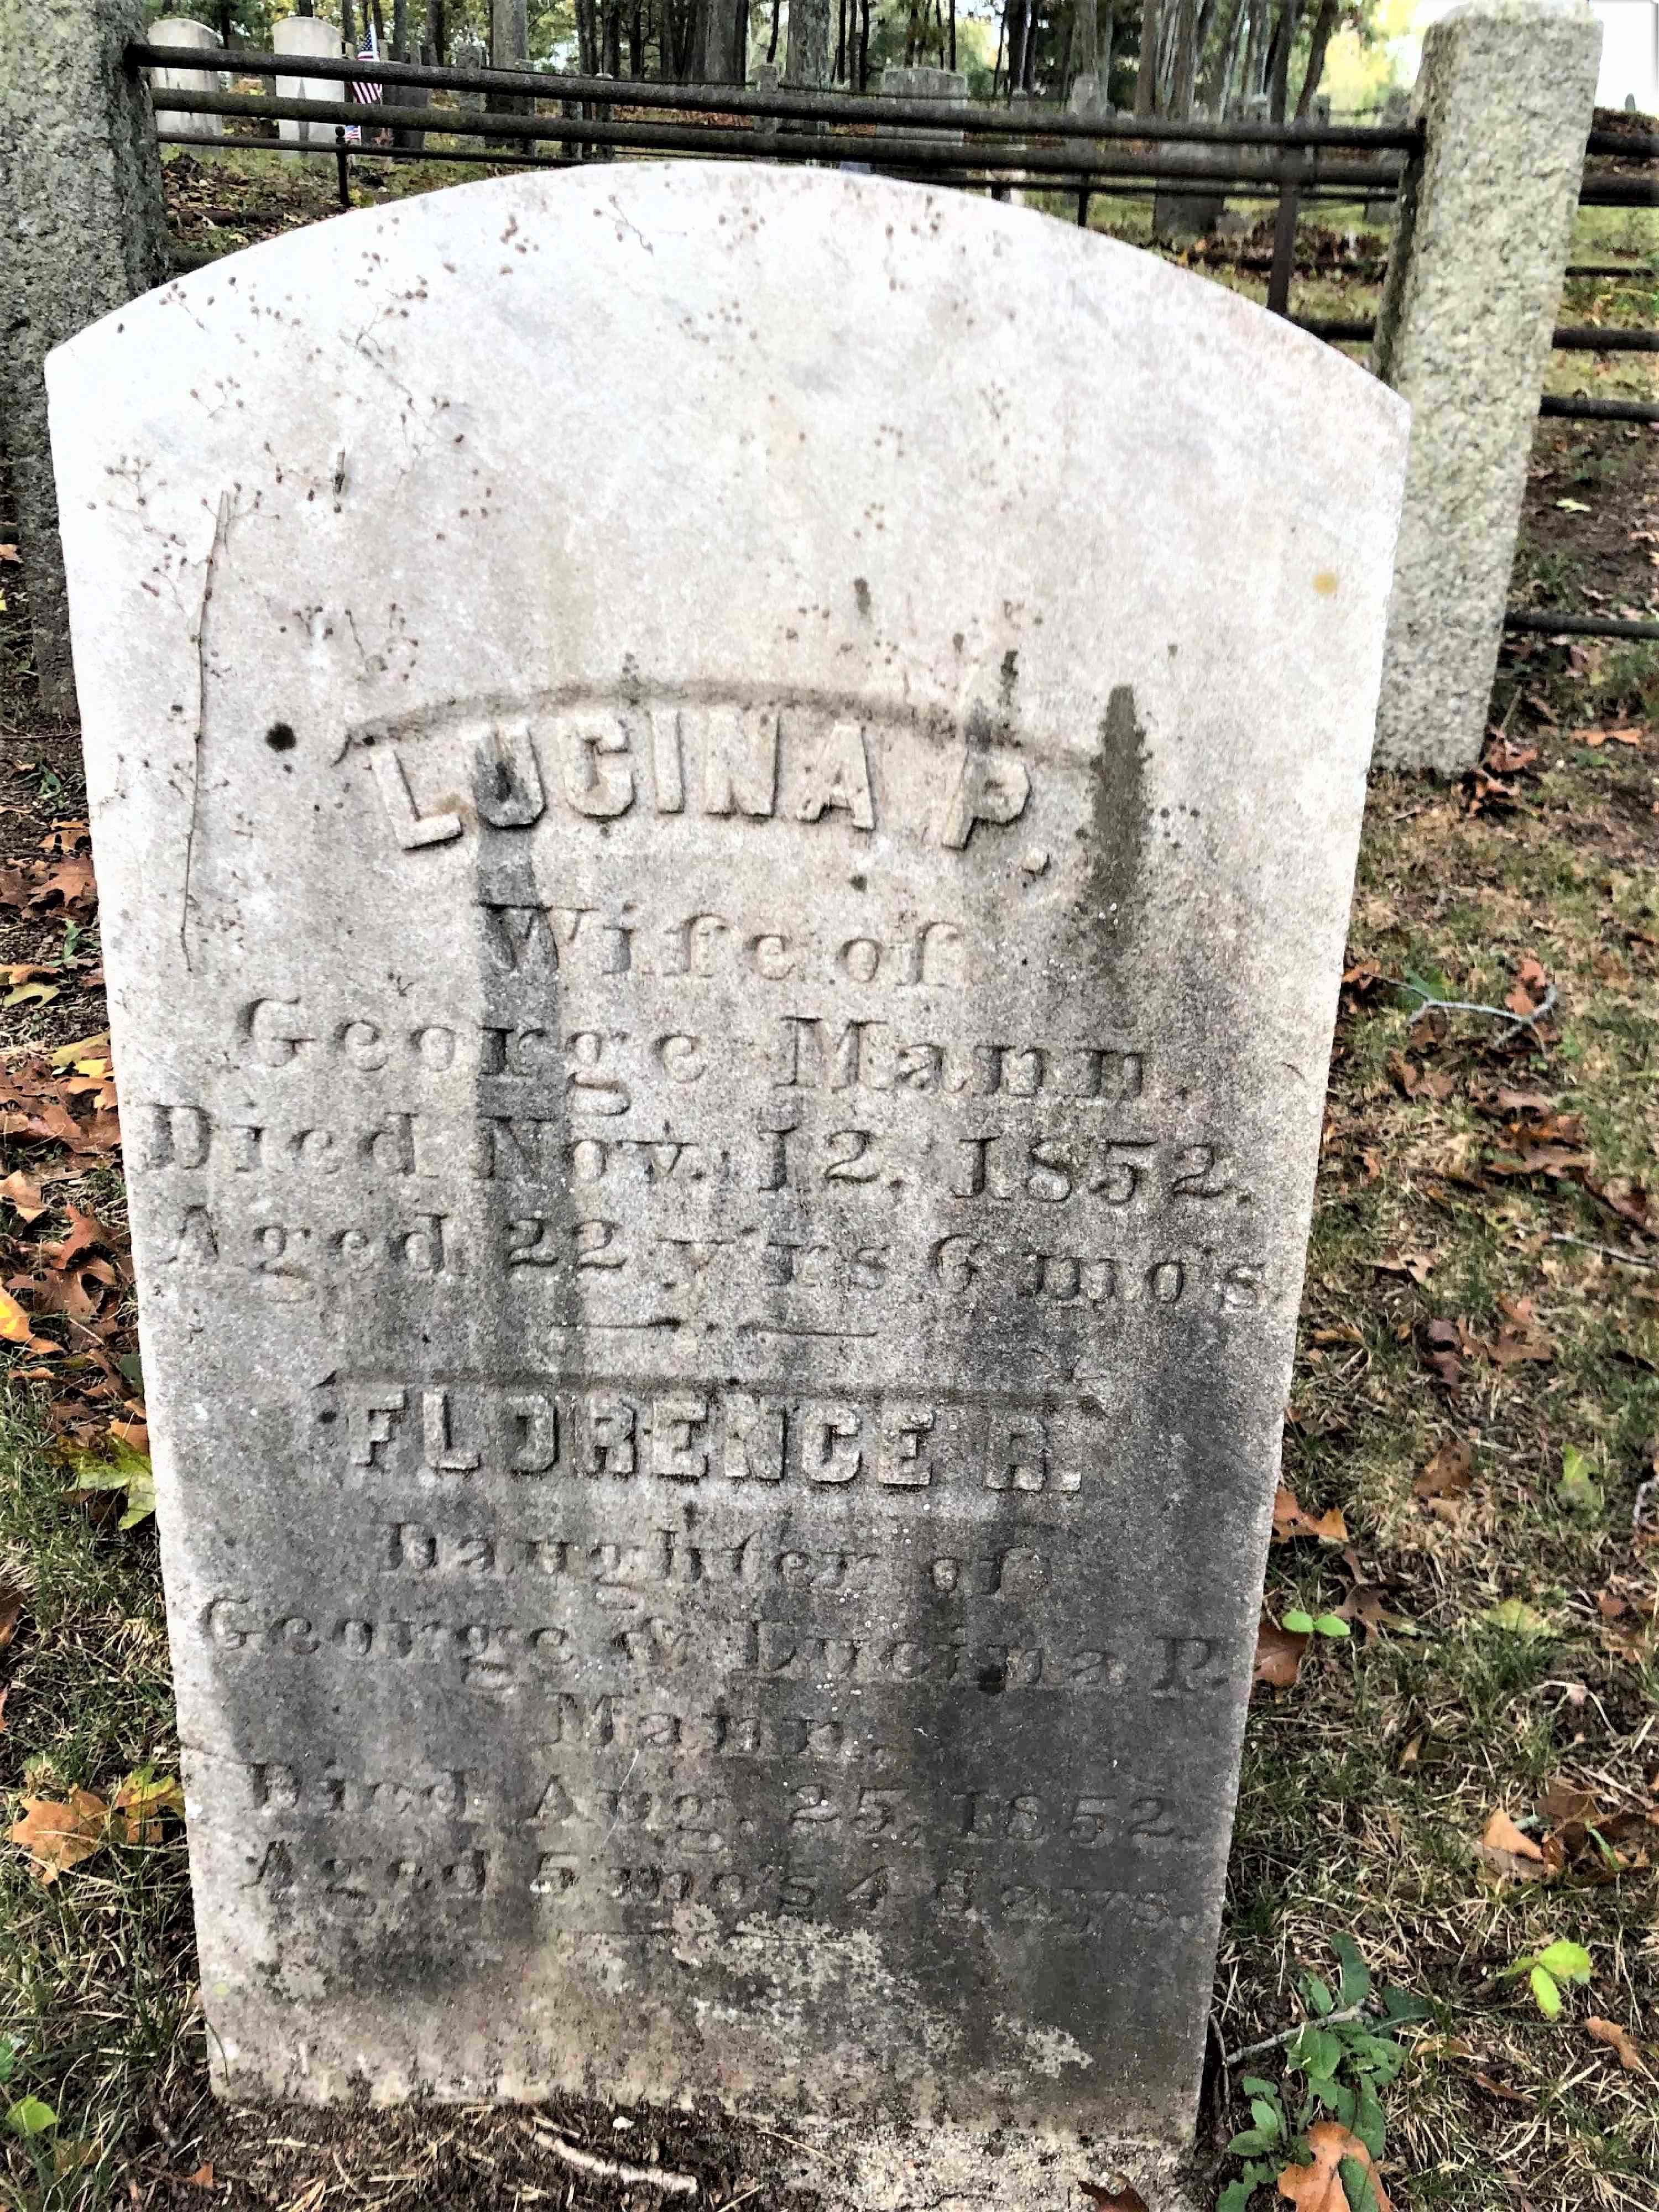 LUCINA P.
Wife of
George Mann.
Died Nov. 12, 1852.
Aged 22 y'rs 6 mo's.
FLORENCE R.
Daughter of
George & Lucina P.
Mann.
Died Aug. 25, 1852.
Aged 5 mo's 4 days.